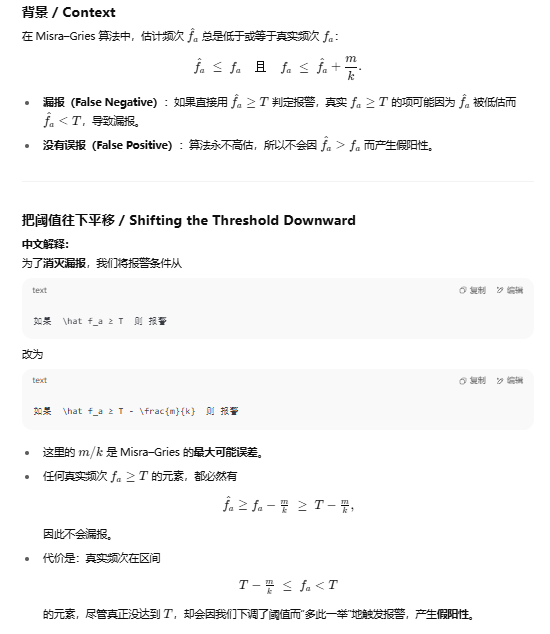 背景 / Context
在 Misra–Gries 算法中，估计频次 f̂ₐ 总是低于或等于真实频次 fₐ：
f̂ₐ ≤ fₐ 且 fₐ ≤ f̂ₐ + m/k.
• 漏报（False Negative）：如果直接用 f̂ₐ ≥ T 判定报警，真实 fₐ ≥ T 的项可能因为 f̂ₐ 被低估而
f̂ₐ < T，导致漏报。
• 没有误报（False Positive）：算法永不高估，所以不会因 f̂ₐ > fₐ 而产生假阳性。
把阈值往下平移 / Shifting the Threshold Downward
中文解释：
为了消灭漏报，我们将报警条件从
text 复制 编辑
如果 \hat f_a ≥ T 则 报警
改为
text 复制 编辑
如果 \hat f_a ≥ T - \frac{m}{k} 则 报警
• 这里的 m/k 是 Misra–Gries 的最大可能误差。
• 任何真实频次 fₐ ≥ T 的元素，都必然有
f̂ₐ ≥ fₐ − m/k ≥ T − m/k,
因此不会漏报。
• 代价是：真实频次在区间
T − m/k ≤ fₐ < T
的元素，尽管真正没达到 T，却会因我们下调了阈值而“多此一举”地触发报警，产生假阳性。